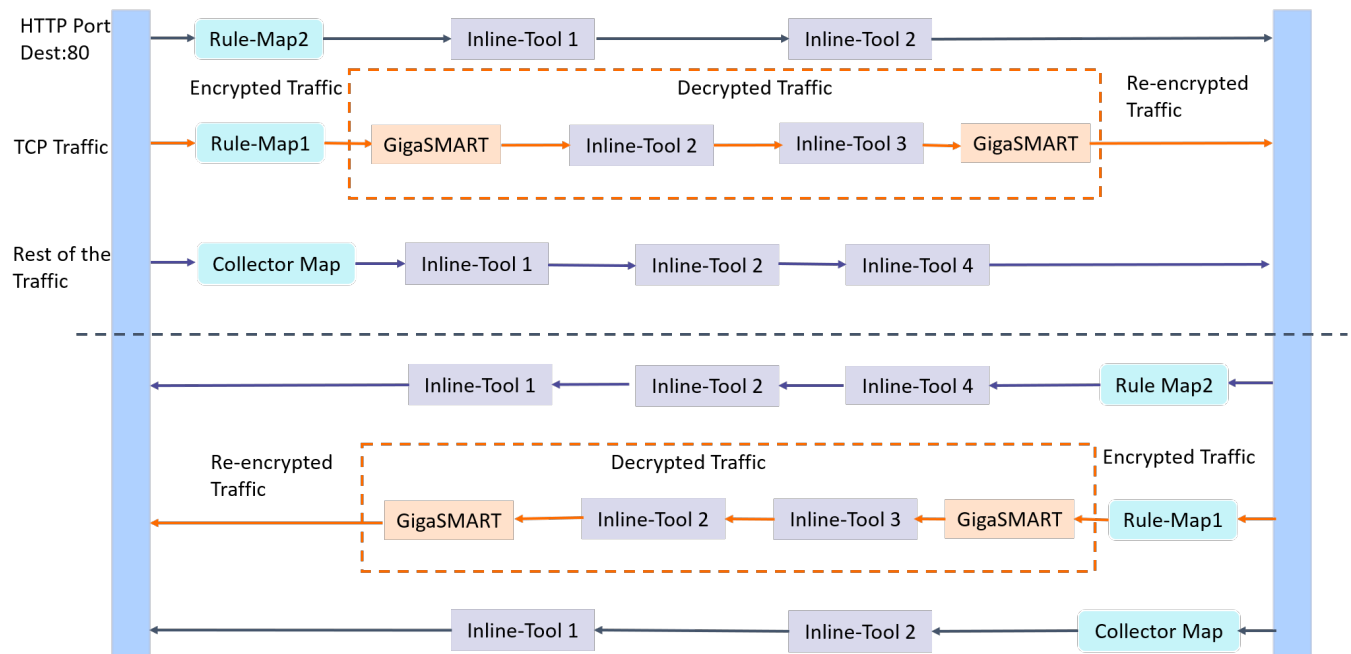 HTTP Port
Dest:80
Rule-Map2
Inline-Tool 1
Inline-Tool 2
Encrypted Traffic
Decrypted Traffic
Re-encrypted
Traffic
TCP Traffic
Rule-Map1
GigaSMART
Inline-Tool 2
Inline-Tool 3
GigaSMART
Rest of the
Traffic
Collector Map
Inline-Tool 1
Inline-Tool 2
Inline-Tool 4
Inline-Tool 1
Inline-Tool 2
Inline-Tool 4
Rule Map2
Re-encrypted
Traffic
Decrypted Traffic
Encrypted Traffic
GigaSMART
Inline-Tool 2
Inline-Tool 3
GigaSMART
Rule-Map1
Inline-Tool 1
Inline-Tool 2
Collector Map